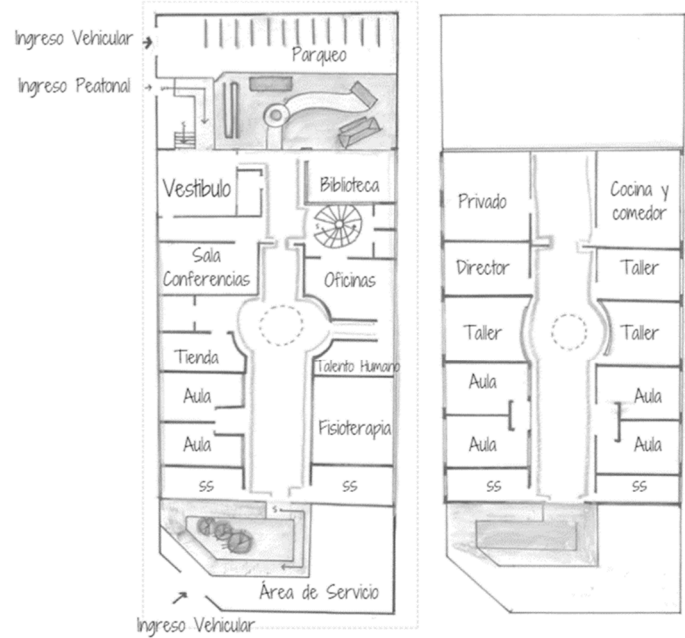 Ingreso Vehicular
Parqueo
Ingreso Peatonal
S
S
Vestíbulo
Biblioteca
S
Sala
Conferencias
Oficinas
Tienda
Talento Humano
Aula
Aula
Fisioterapia
SS
SS
S
Área de Servicio
Ingreso Vehicular
Privado
Cocina y
comedor
Director
Taller
Taller
Taller
Aula
Aula
Aula
Aula
SS
SS